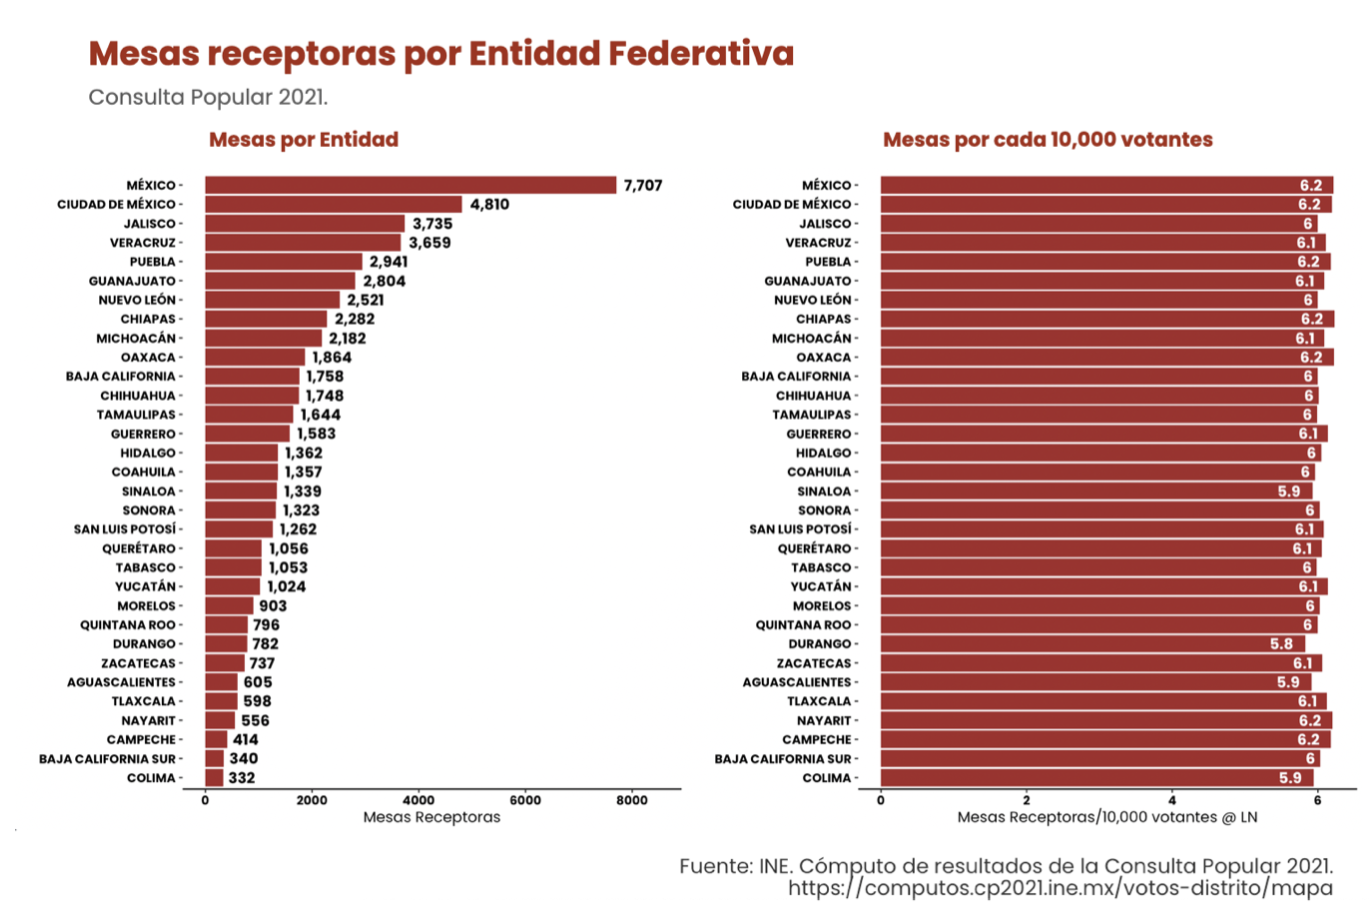 Mesas receptoras por Entidad Federativa
Consulta Popular 2021.
Mesas por Entidad
MÉXICO 7,707
CIUDAD DE MÉXICO 4,810
JALISCO 3,735
VERACRUZ 3,659
PUEBLA 2,941
GUANAJUATO 2,804
NUEVO LEÓN 2,521
CHIAPAS 2,282
MICHOACÁN 2,182
OAXACA 1,864
BAJA CALIFORNIA 1,758
CHIHUAHUA 1,748
TAMAULIPAS 1,644
GUERRERO 1,583
HIDALGO 1,362
COAHUILA 1,357
SINALOA 1,339
SONORA 1,323
SAN LUIS POTOSÍ 1,262
QUERÉTARO 1,056
TABASCO 1,053
YUCATÁN 1,024
MORELOS 903
QUINTANA ROO 796
DURANGO 782
ZACATECAS 737
AGUASCALIENTES 605
TLAXCALA 598
NAYARIT 556
CAMPECHE 414
BAJA CALIFORNIA SUR 340
COLIMA 332
0 2000 4000 6000 8000
Mesas Receptoras
Mesas por cada 10,000 votantes
MÉXICO 6.2
CIUDAD DE MÉXICO 6.2
JALISCO 6
VERACRUZ 6.1
PUEBLA 6.2
GUANAJUATO 6.1
NUEVO LEÓN 6
CHIAPAS 6.2
MICHOACÁN 6.1
OAXACA 6.2
BAJA CALIFORNIA 6
CHIHUAHUA 6
TAMAULIPAS 6
GUERRERO 6.1
HIDALGO 6
COAHUILA 6
SINALOA 5.9
SONORA 6
SAN LUIS POTOSÍ 6.1
QUERÉTARO 6.1
TABASCO 6
YUCATÁN 6.1
MORELOS 6
QUINTANA ROO 6
DURANGO 5.8
ZACATECAS 6.1
AGUASCALIENTES 5.9
TLAXCALA 6.1
NAYARIT 6.2
CAMPECHE 6.2
BAJA CALIFORNIA SUR 6
COLIMA 5.9
0 2 4 6
Mesas Receptoras/10,000 votantes @ LN
Fuente: INE. Cómputo de resultados de la Consulta Popular 2021.
https://computos.cp2021.ine.mx/votos-distrito/mapa